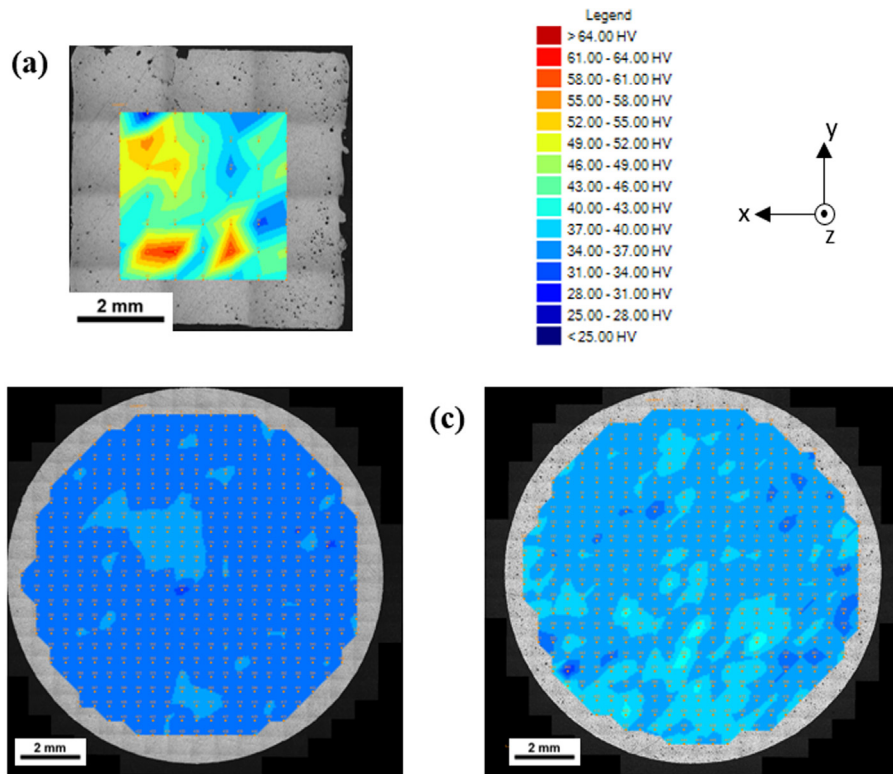 (a)
2 mm
Legend
> 64.00 HV
61.00 - 64.00 HV
58.00 - 61.00 HV
55.00 - 58.00 HV
52.00 - 55.00 HV
49.00 - 52.00 HV
46.00 - 49.00 HV
43.00 - 46.00 HV
40.00 - 43.00 HV
37.00 - 40.00 HV
34.00 - 37.00 HV
31.00 - 34.00 HV
28.00 - 31.00 HV
25.00 - 28.00 HV
< 25.00 HV
y
x
z
2 mm
(c)
2 mm